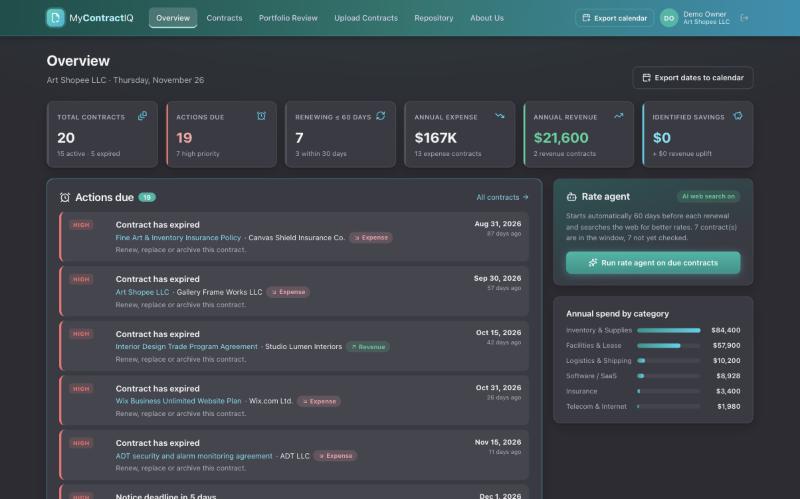 MyContractIQ
Overview
Contracts
Portfolio Review
Upload Contracts
Repository
About Us
Export calendar
DO
Demo Owner
Art Shopee LLC
Overview
Art Shopee LLC · Thursday, November 26
Export dates to calendar
TOTAL CONTRACTS
20
15 active · 5 expired
ACTIONS DUE
19
7 high priority
RENEWING ≤ 60 DAYS
7
3 within 30 days
ANNUAL EXPENSE
$167K
13 expense contracts
ANNUAL REVENUE
$21,600
2 revenue contracts
IDENTIFIED SAVINGS
$0
+ $0 revenue uplift
Actions due 19
All contracts →
HIGH
Contract has expired
Fine Art & Inventory Insurance Policy · Canvas Shield Insurance Co. Expense
Renew, replace or archive this contract.
Aug 31, 2026
87 days ago
HIGH
Contract has expired
Art Shopee LLC · Gallery Frame Works LLC Expense
Renew, replace or archive this contract.
Sep 30, 2026
57 days ago
HIGH
Contract has expired
Interior Design Trade Program Agreement · Studio Lumen Interiors Revenue
Renew, replace or archive this contract.
Oct 15, 2026
42 days ago
HIGH
Contract has expired
Wix Business Unlimited Website Plan · Wix.com Ltd. Expense
Renew, replace or archive this contract.
Oct 31, 2026
26 days ago
HIGH
Contract has expired
ADT security and alarm monitoring agreement · ADT LLC Expense
Renew, replace or archive this contract.
Nov 15, 2026
11 days ago
HIGH
Notice deadline in 5 days
Dec 1, 2026
Rate agent
AI web search on
Starts automatically 60 days before each renewal
and searches the web for better rates. 7 contract(s)
are in the window, 7 not yet checked.
Run rate agent on due contracts
Annual spend by category
Inventory & Supplies $84,400
Facilities & Lease $57,900
Logistics & Shipping $10,200
Software / SaaS $8,928
Insurance $3,400
Telecom & Internet $1,980